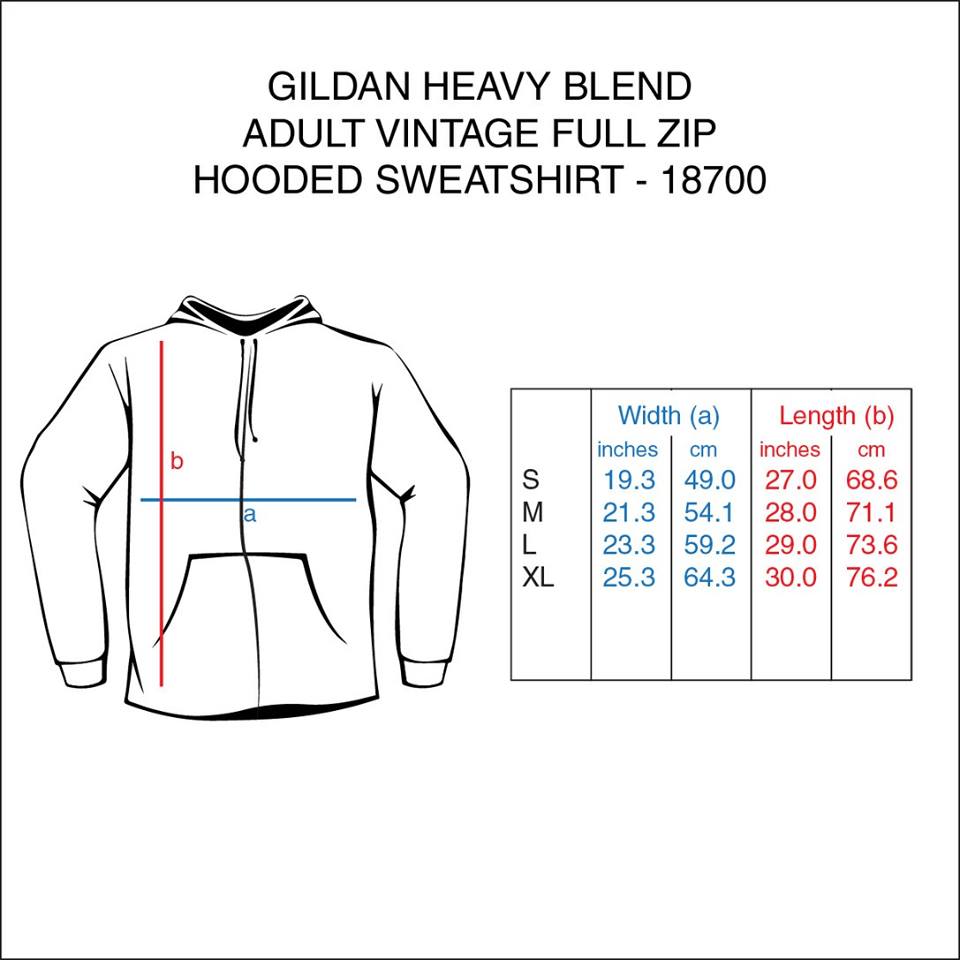 GILDAN HEAVY BLEND
ADULT VINTAGE FULL ZIP
HOODED SWEATSHIRT - 18700
b
a
Width (a) Length (b)
inches cm inches cm
S 19.3 49.0 27.0 68.6
M 21.3 54.1 28.0 71.1
L 23.3 59.2 29.0 73.6
XL 25.3 64.3 30.0 76.2